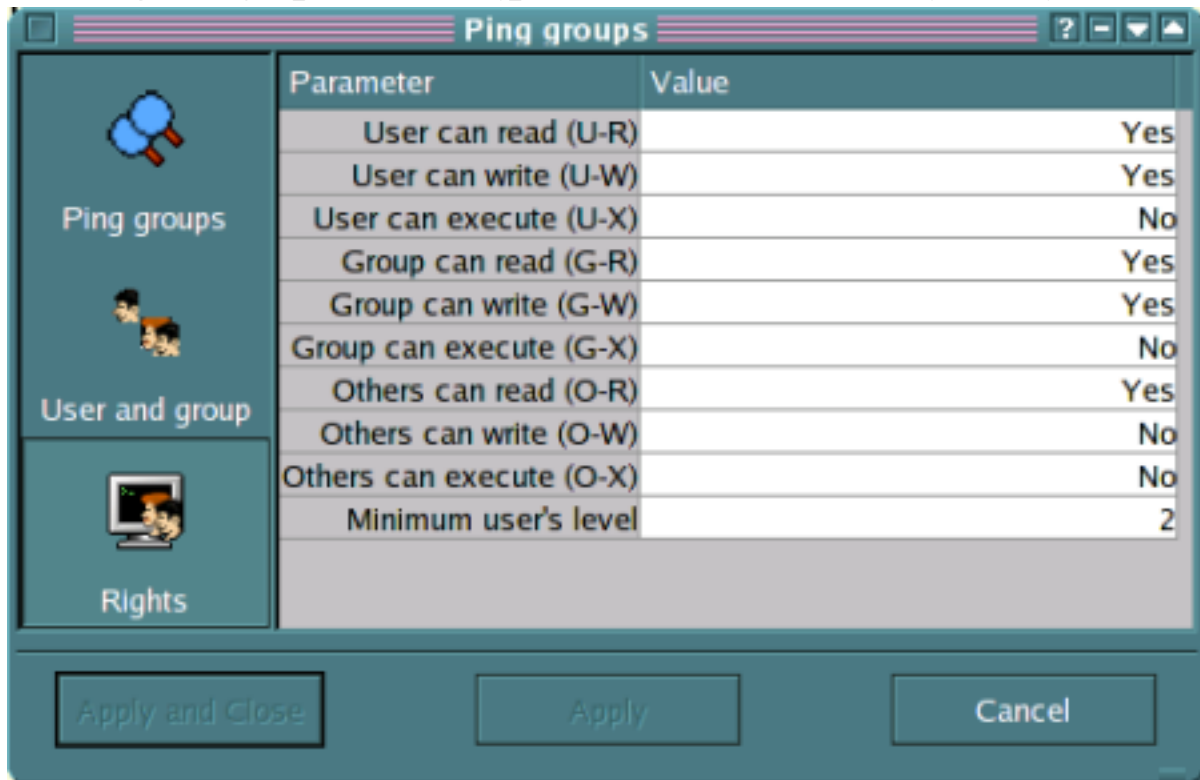 Ping groups
Parameter Value
User can read (U-R) Yes
User can write (U-W) Yes
User can execute (U-X) No
Group can read (G-R) Yes
Group can write (G-W) Yes
Group can execute (G-X) No
Others can read (O-R) Yes
Others can write (O-W) No
Others can execute (O-X) No
Minimum user's level 2
Ping groups
User and group
Rights
Apply and Close Apply Cancel